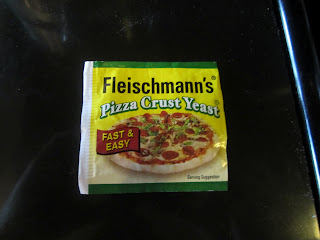 Fleischmann's®
Pizza Crust Yeast®
FAST &
EASY
Serving Suggestion